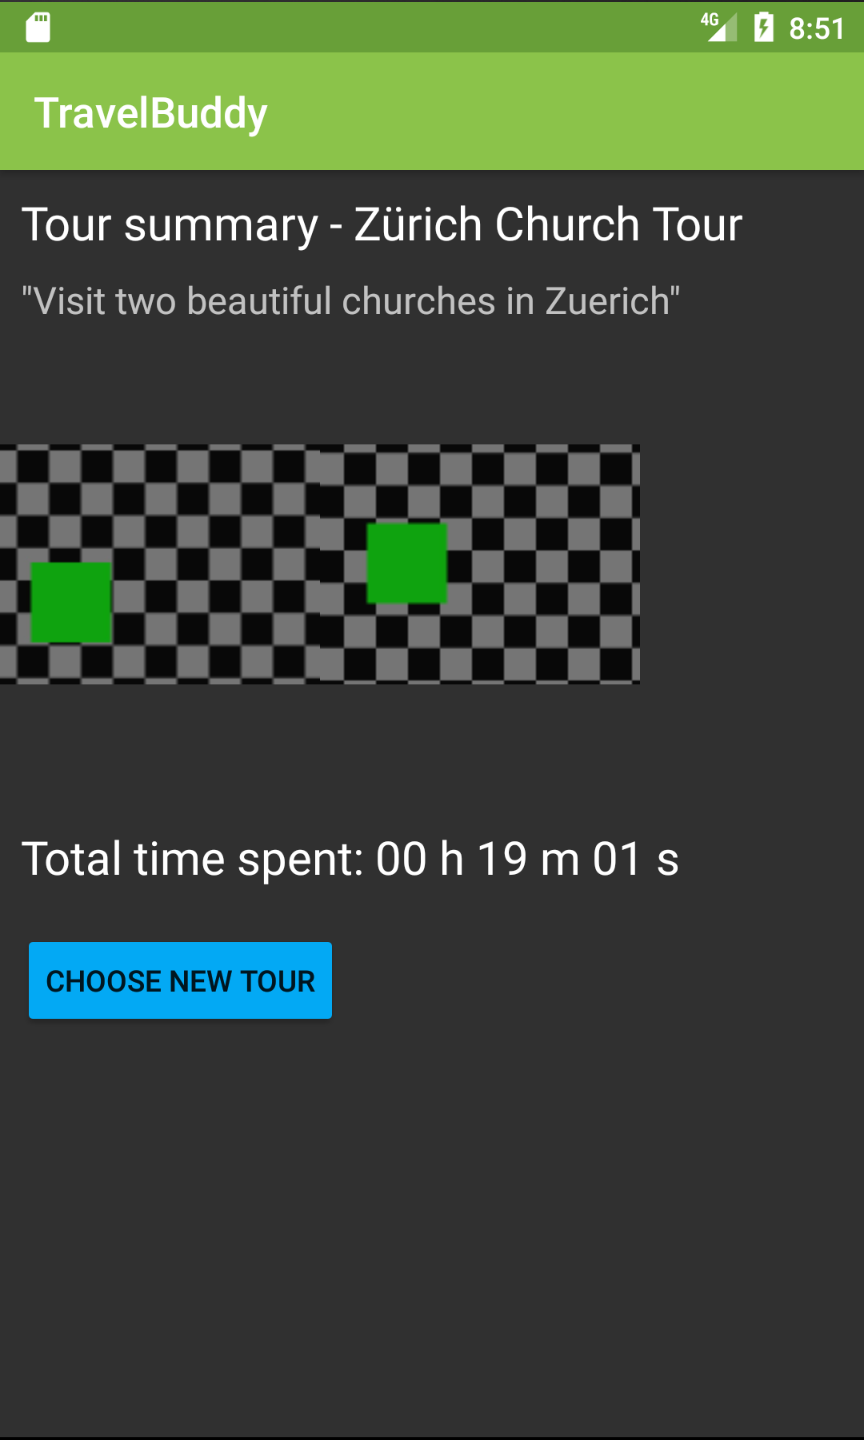 4G 8:51
TravelBuddy
Tour summary - Zürich Church Tour
"Visit two beautiful churches in Zuerich"
Total time spent: 00 h 19 m 01 s
CHOOSE NEW TOUR